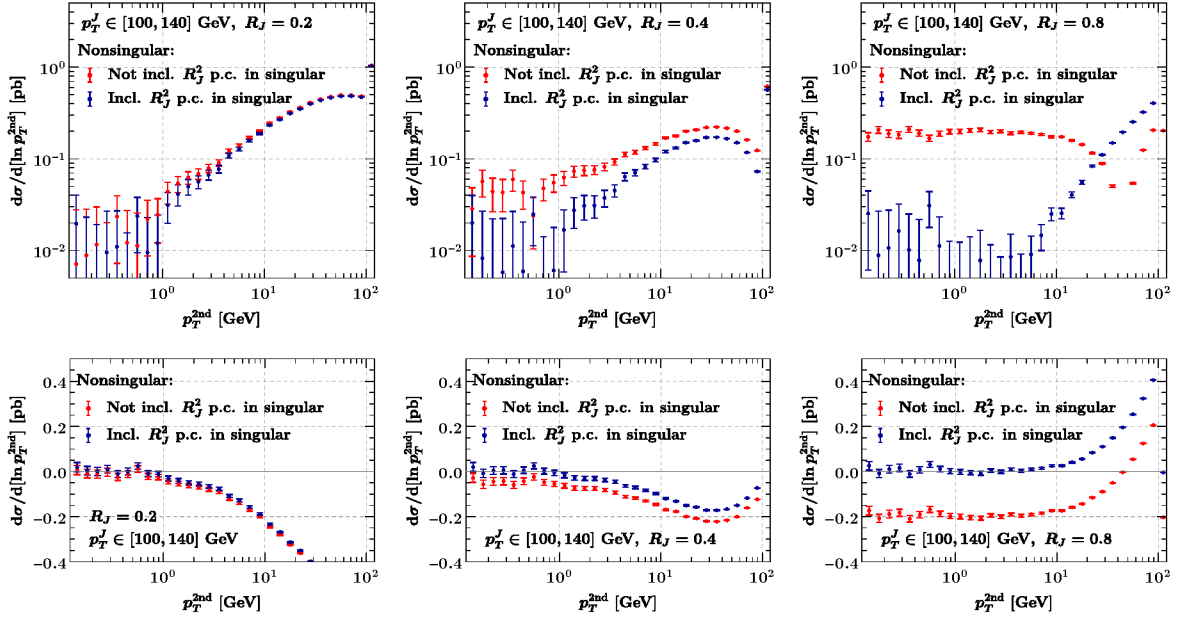 p_T^J ∈ [100, 140] GeV, R_J = 0.2
Nonsingular:
Not incl. R_J^2 p.c. in singular
Incl. R_J^2 p.c. in singular
dσ/d[ln p_T^{2nd}] [pb]
10^0
10^{-1}
10^{-2}
10^0 10^1 10^2
p_T^{2nd} [GeV]
p_T^J ∈ [100, 140] GeV, R_J = 0.4
Nonsingular:
Not incl. R_J^2 p.c. in singular
Incl. R_J^2 p.c. in singular
dσ/d[ln p_T^{2nd}] [pb]
10^0
10^{-1}
10^{-2}
10^0 10^1 10^2
p_T^{2nd} [GeV]
p_T^J ∈ [100, 140] GeV, R_J = 0.8
Nonsingular:
Not incl. R_J^2 p.c. in singular
Incl. R_J^2 p.c. in singular
dσ/d[ln p_T^{2nd}] [pb]
10^0
10^{-1}
10^{-2}
10^0 10^1 10^2
p_T^{2nd} [GeV]
Nonsingular:
Not incl. R_J^2 p.c. in singular
Incl. R_J^2 p.c. in singular
dσ/d[ln p_T^{2nd}] [pb]
0.4
0.2
0.0
−0.2
−0.4
R_J = 0.2
p_T^J ∈ [100, 140] GeV
10^0 10^1 10^2
p_T^{2nd} [GeV]
Nonsingular:
Not incl. R_J^2 p.c. in singular
Incl. R_J^2 p.c. in singular
dσ/d[ln p_T^{2nd}] [pb]
0.4
0.2
0.0
−0.2
−0.4
p_T^J ∈ [100, 140] GeV, R_J = 0.4
10^0 10^1 10^2
p_T^{2nd} [GeV]
Nonsingular:
Not incl. R_J^2 p.c. in singular
Incl. R_J^2 p.c. in singular
dσ/d[ln p_T^{2nd}] [pb]
0.4
0.2
0.0
−0.2
−0.4
p_T^J ∈ [100, 140] GeV, R_J = 0.8
10^0 10^1 10^2
p_T^{2nd} [GeV]